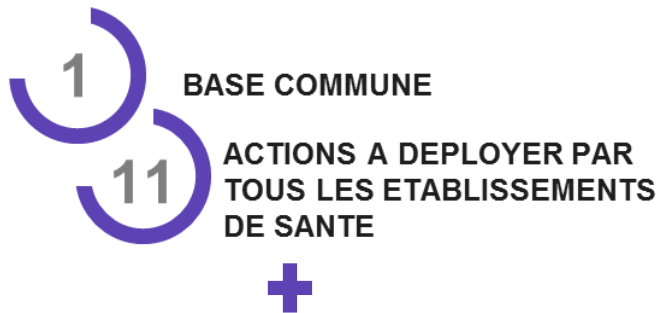 1
BASE COMMUNE
11
ACTIONS A DEPLOYER PAR
TOUS LES ETABLISSEMENTS
DE SANTE